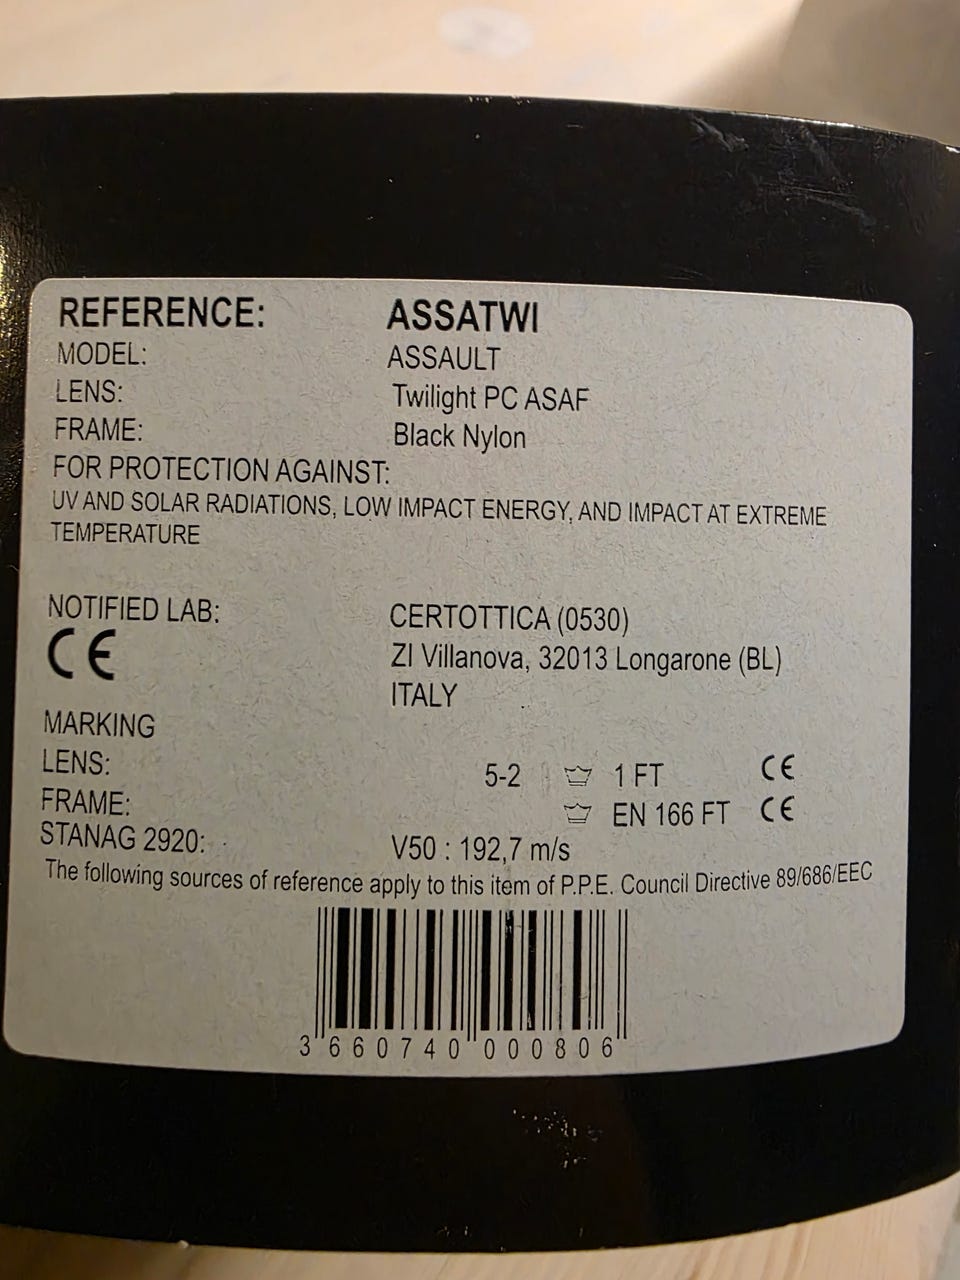 REFERENCE: ASSATWI
MODEL: ASSAULT
LENS: Twilight PC ASAF
FRAME: Black Nylon
FOR PROTECTION AGAINST:
UV AND SOLAR RADIATIONS, LOW IMPACT ENERGY, AND IMPACT AT EXTREME
TEMPERATURE
NOTIFIED LAB: CERTOTTICA (0530)
CE ZI Villanova, 32013 Longarone (BL)
ITALY
MARKING
LENS: 5-2 1 FT CE
FRAME: EN 166 FT CE
STANAG 2920: V50 : 192,7 m/s
The following sources of reference apply to this item of P.P.E. Council Directive 89/686/EEC
3 660740 000806